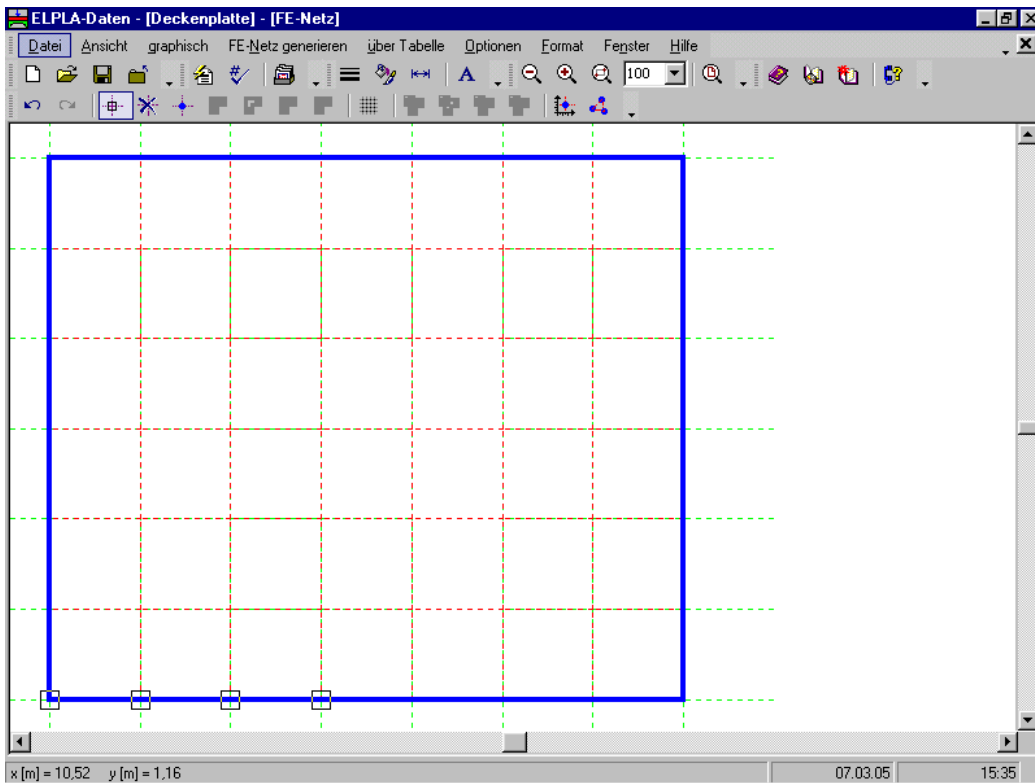 ELPLA-Daten - [Deckenplatte] - [FE-Netz]
Datei Ansicht graphisch FE-Netz generieren über Tabelle Optionen Format Fenster Hilfe
A 100
x [m] = 10,52 y [m] = 1,16 07.03.05 15:35